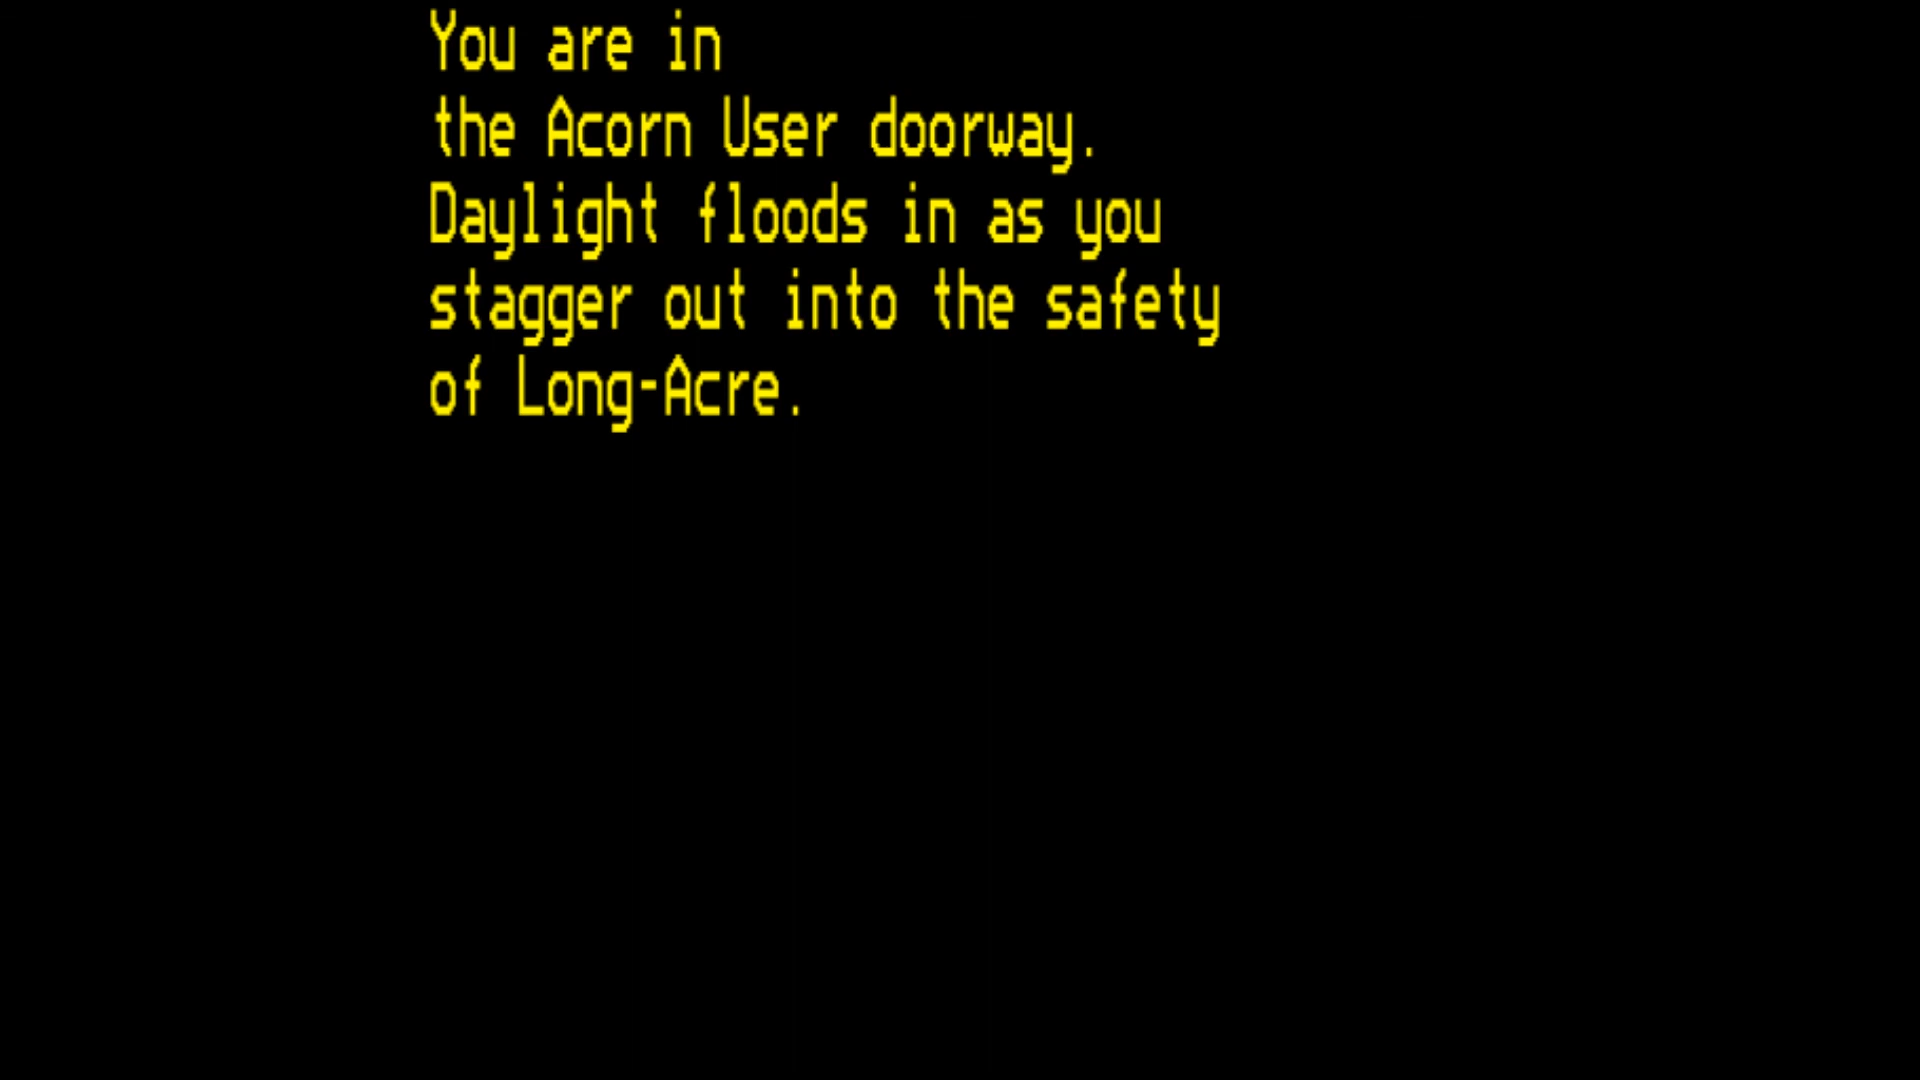 You are in
the Acorn User doorway.
Daylight floods in as you
stagger out into the safety
of Long-Acre.